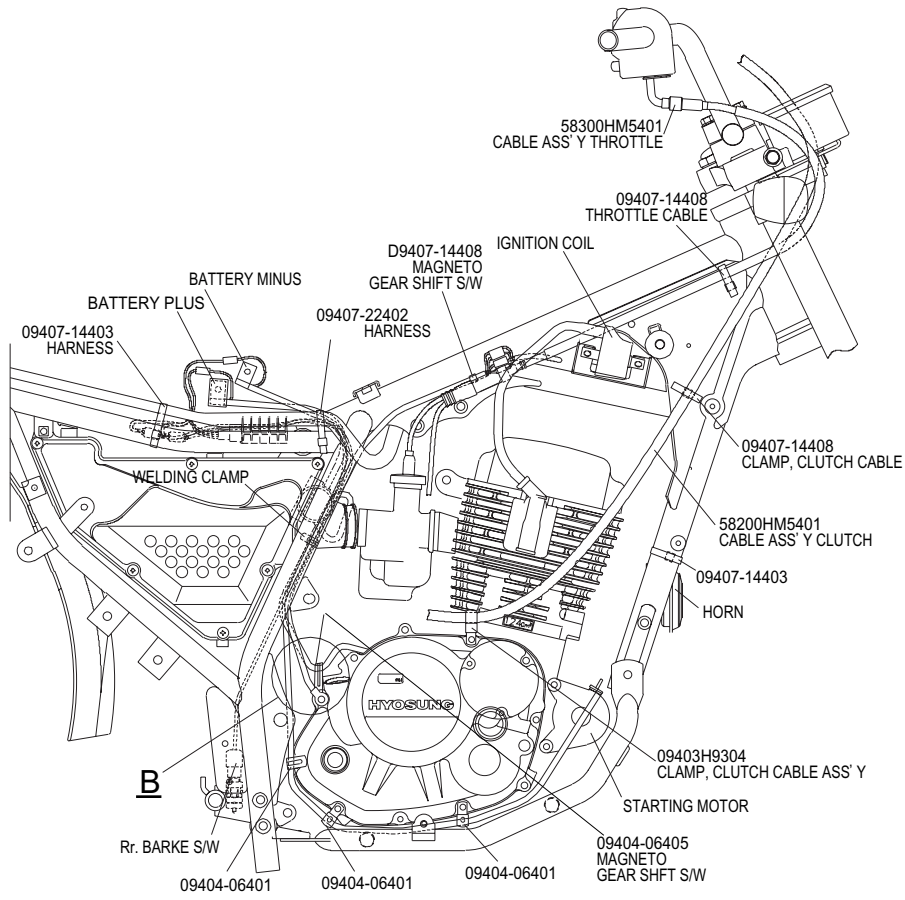 58300HM5401
CABLE ASS' Y THROTTLE
09407-14408
THROTTLE CABLE
IGNITION COIL
D9407-14408
MAGNETO
GEAR SHIFT S/W
BATTERY MINUS
BATTERY PLUS
09407-22402
HARNESS
09407-14403
HARNESS
WELDING CLAMP
09407-14408
CLAMP, CLUTCH CABLE
58200HM5401
CABLE ASS' Y CLUTCH
09407-14403
HORN
HYOSUNG
09403H9304
CLAMP, CLUTCH CABLE ASS' Y
B
STARTING MOTOR
Rr. BARKE S/W
09404-06405
MAGNETO
GEAR SHFT S/W
09404-06401
09404-06401
09404-06401